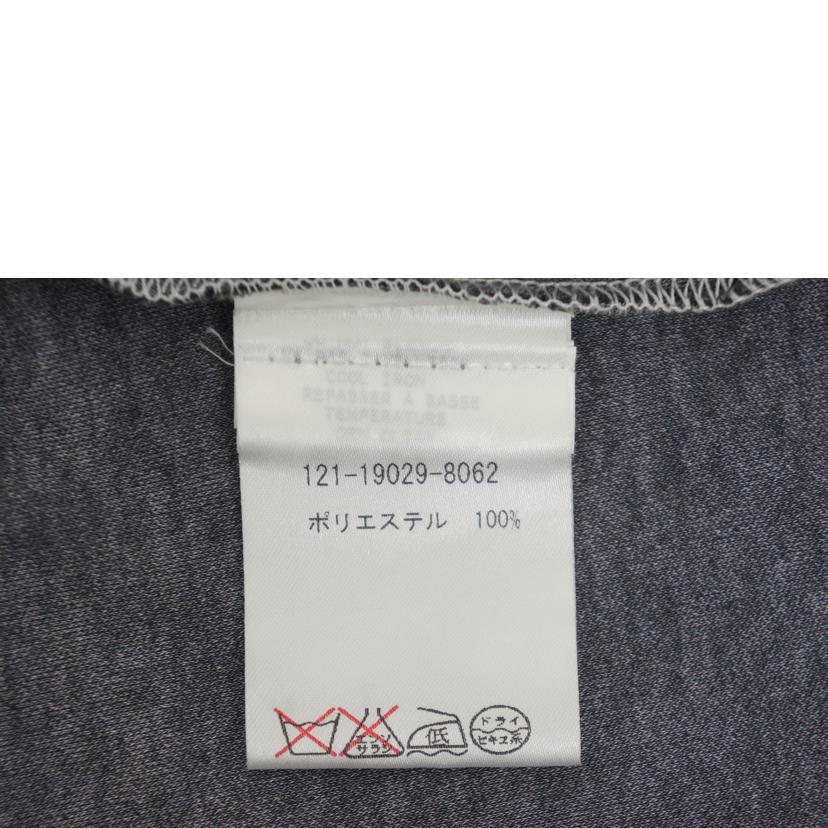 COOL IRON
REPASSER A BASSE
TEMPERATURE
121-19029-8062
ポリエステル 100%
エンソ
サラシ
低
ドライ
セキユ系